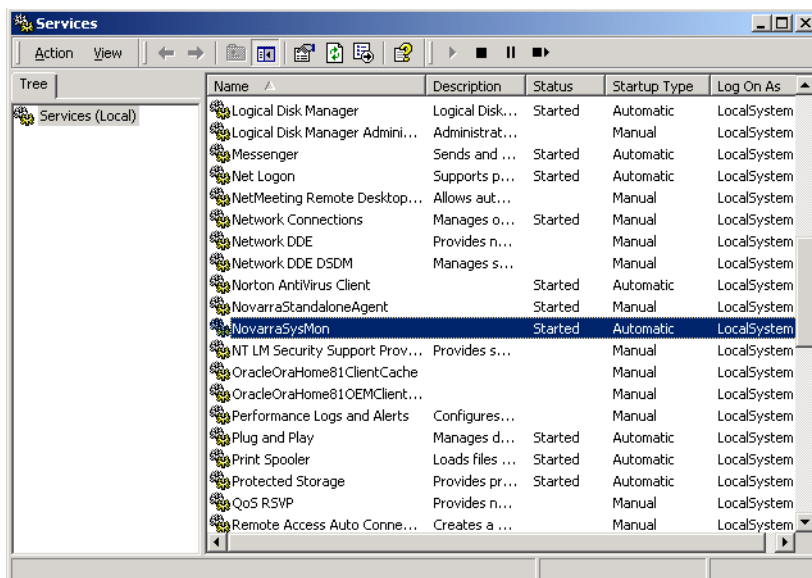 Services
Action View
Tree
Services (Local)
Name Description Status Startup Type Log On As
Logical Disk Manager Logical Disk... Started Automatic LocalSystem
Logical Disk Manager Admini... Administrat... Manual LocalSystem
Messenger Sends and ... Started Automatic LocalSystem
Net Logon Supports p... Started Automatic LocalSystem
NetMeeting Remote Desktop... Allows aut... Manual LocalSystem
Network Connections Manages o... Started Manual LocalSystem
Network DDE Provides n... Manual LocalSystem
Network DDE DSDM Manages s... Manual LocalSystem
Norton AntiVirus Client Started Automatic LocalSystem
NovarraStandaloneAgent Started Manual LocalSystem
NovarraSysMon Started Automatic LocalSystem
NT LM Security Support Prov... Provides s... Manual LocalSystem
OracleOraHome81ClientCache Manual LocalSystem
OracleOraHome81OEMClient... Manual LocalSystem
Performance Logs and Alerts Configures... Manual LocalSystem
Plug and Play Manages d... Started Automatic LocalSystem
Print Spooler Loads files ... Started Automatic LocalSystem
Protected Storage Provides pr... Started Automatic LocalSystem
QoS RSVP Provides n... Manual LocalSystem
Remote Access Auto Conne... Creates a ... Manual LocalSystem